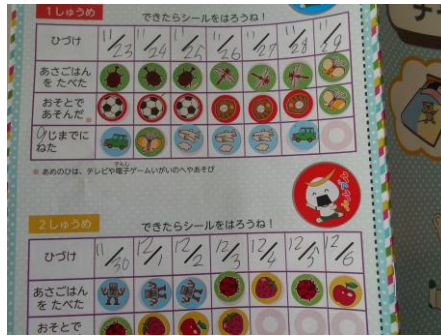 1しゅうめ できたらシールをはろうね！
ひづけ 11/23 11/24 11/25 11/26 11/27 11/28 11/29
あさごはん
を たべた
おそとで
あそんだ※
9じまでに
ねた
※ あめのひは、テレビや電子ゲームいがいのへやあそび
2しゅうめ できたらシールをはろうね！
ひづけ 11/30 12/1 12/2 12/3 12/4 12/5 12/6
あさごはん
を たべた
おそとで